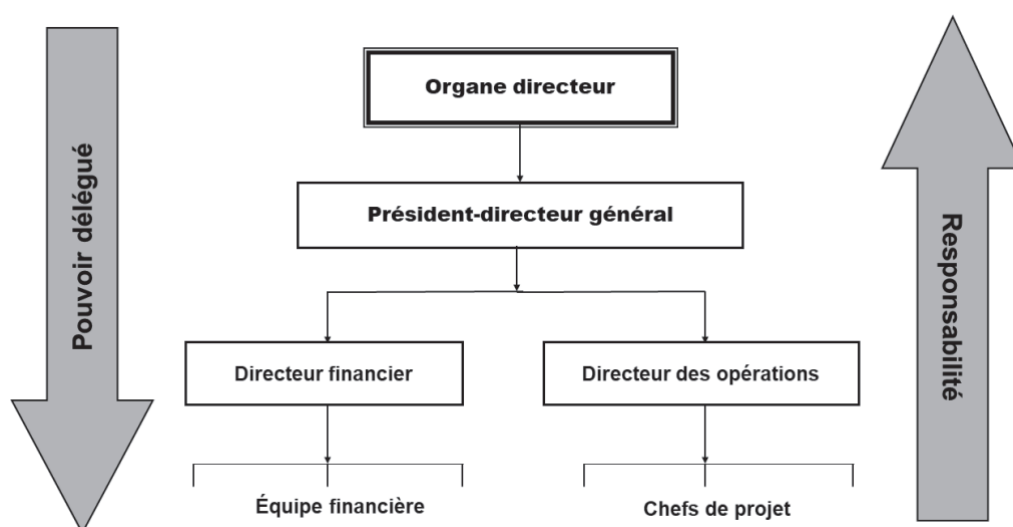 Organe directeur
Président-directeur général
Pouvoir délégué
Responsabilité
Directeur financier
Directeur des opérations
Équipe financière
Chefs de projet